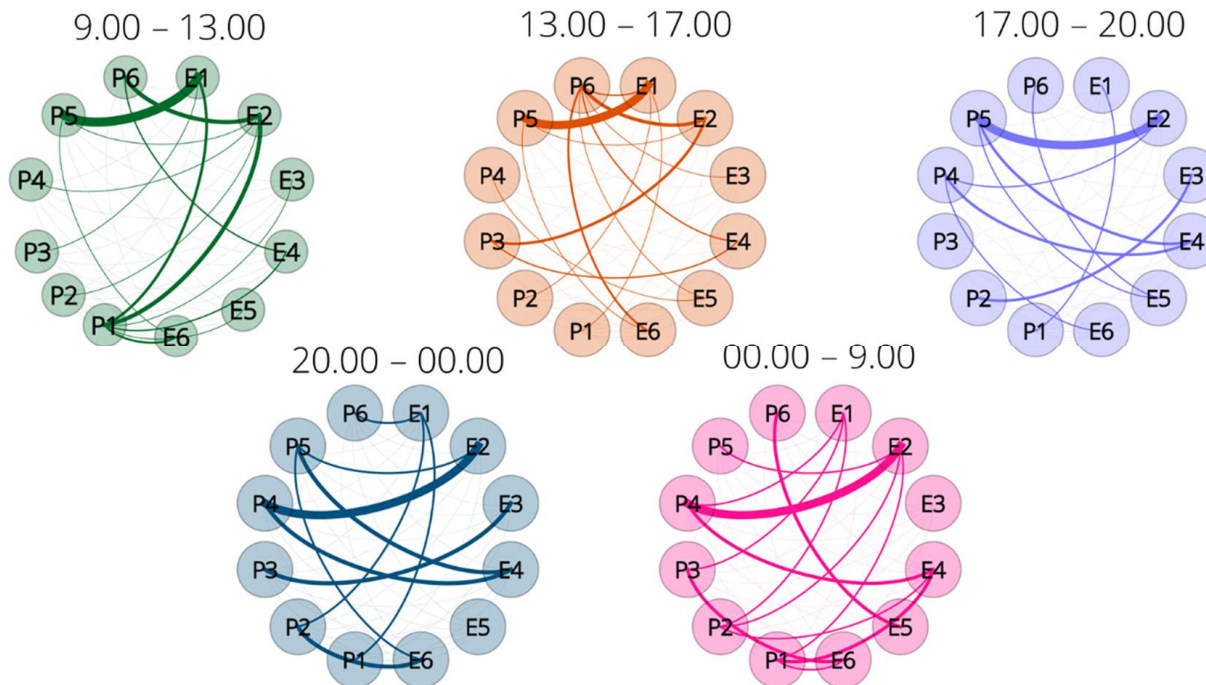 9.00 – 13.00
P6 E1
P5 E2
P4 E3
P3 E4
P2 E5
P1 E6
13.00 – 17.00
P6 E1
P5 E2
P4 E3
P3 E4
P2 E5
P1 E6
17.00 – 20.00
P6 E1
P5 E2
P4 E3
P3 E4
P2 E5
P1 E6
20.00 – 00.00
P6 E1
P5 E2
P4 E3
P3 E4
P2 E5
P1 E6
00.00 – 9.00
P6 E1
P5 E2
P4 E3
P3 E4
P2 E5
P1 E6